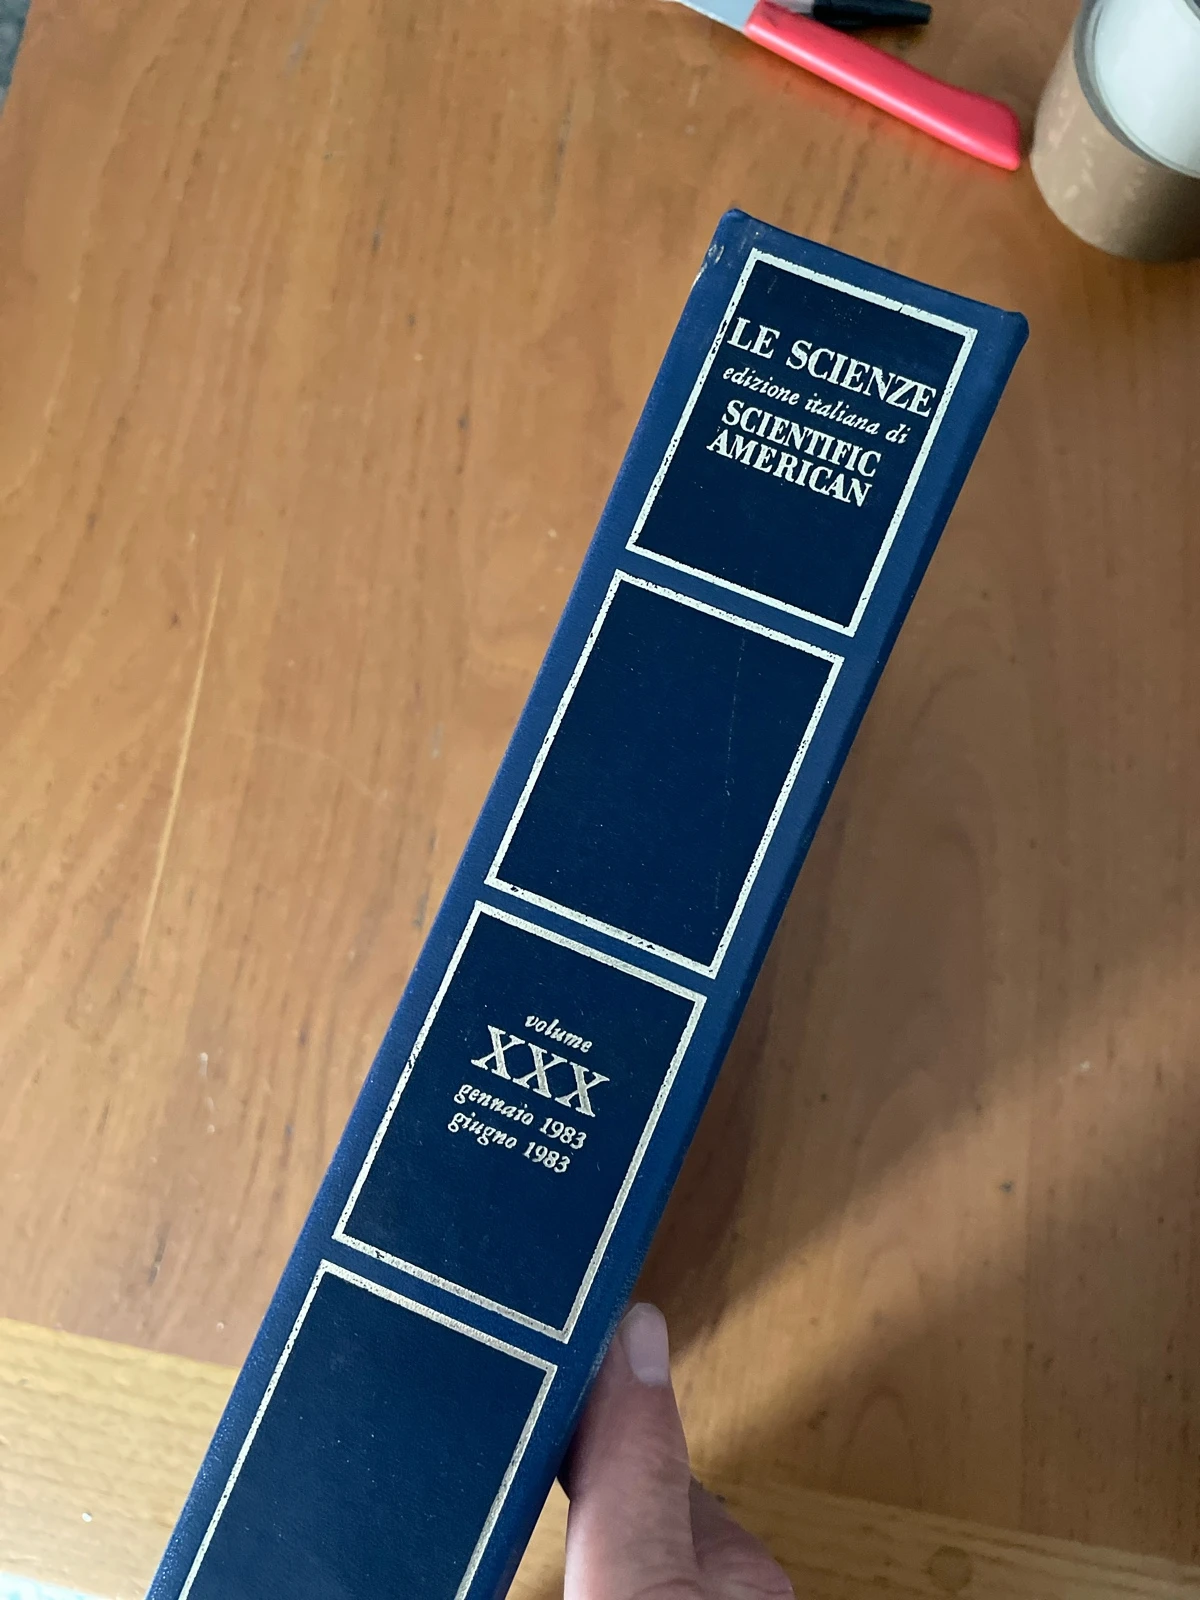 LE SCIENZE
edizione italiana di
SCIENTIFIC
AMERICAN
volume
XXX
gennaio 1983
giugno 1983